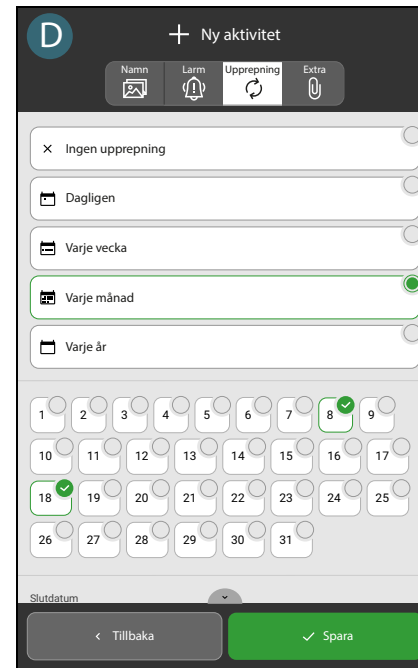 D
Ny aktivitet
Namn Larm Upprepning Extra
Ingen upprepning
Dagligen
Varje vecka
Varje månad
Varje år
1 2 3 4 5 6 7 8 9
10 11 12 13 14 15 16 17
18 19 20 21 22 23 24 25
26 27 28 29 30 31
Slutdatum
Tillbaka Spara